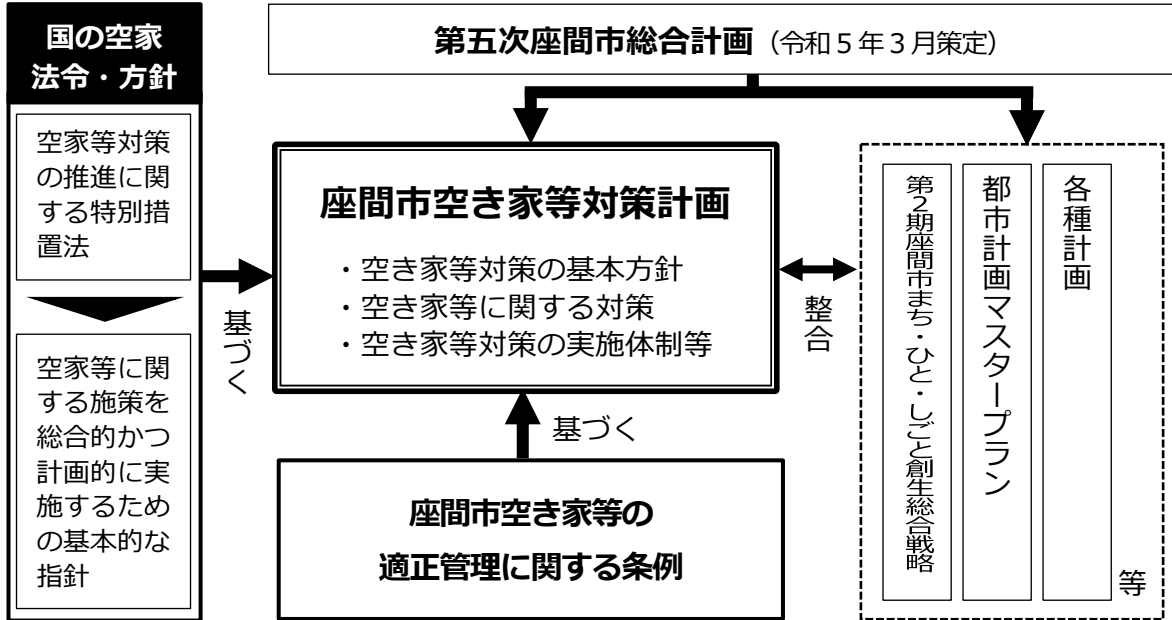 国の空家
法令・方針
空家等対策
の推進に関
する特別措
置法
空家等に関
する施策を
総合的かつ
計画的に実
施するため
の基本的な
指針
第五次座間市総合計画（令和５年３月策定）
基づく
座間市空き家等対策計画
・空き家等対策の基本方針
・空き家等に関する対策
・空き家等対策の実施体制等
基づく
座間市空き家等の
適正管理に関する条例
整合
各種計画
都市計画マスタープラン
第２期座間市まち・ひと・しごと創生総合戦略
等